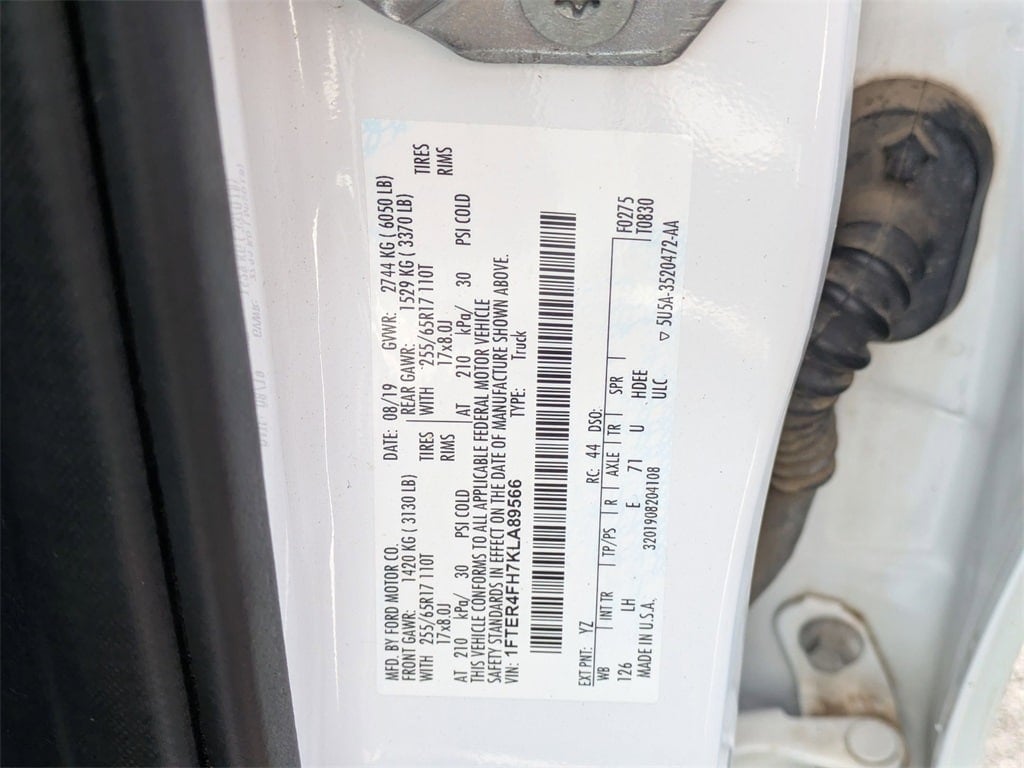 MFD. BY FORD MOTOR CO.
DATE: 08/19 GVWR: 2744 KG ( 6050 LB)
FRONT GAWR: 1420 KG ( 3130 LB) REAR GAWR: 1529 KG ( 3370 LB)
WITH 255/65R17 110T TIRES WITH 255/65R17 110T TIRES
17x8.0J RIMS 17x8.0J RIMS
AT 210 kPa/ 30 PSI COLD AT 210 kPa/ 30 PSI COLD
THIS VEHICLE CONFORMS TO ALL APPLICABLE FEDERAL MOTOR VEHICLE
SAFETY STANDARDS IN EFFECT ON THE DATE OF MANUFACTURE SHOWN ABOVE.
VIN: 1FTER4FH7KLA89566 TYPE: Truck
EXT PNT: YZ RC: 44 DSO: F0275
WB INT TR TP/PS R AXLE TR SPR T0830
126 LH E 71 U HDEE
MADE IN U.S.A. 3201908204108 ULC ▽ 5U5A-3520472-AA